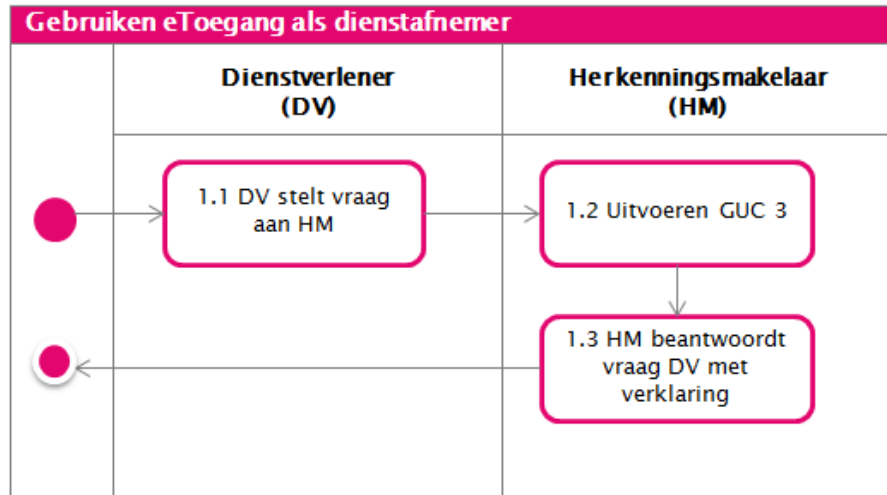 Gebruiken eToegang als dienstafnemer
Dienstverlener
(DV)
Herkenningsmakelaar
(HM)
1.1 DV stelt vraag
aan HM
1.2 Uitvoeren GUC 3
1.3 HM beantwoordt
vraag DV met
verklaring